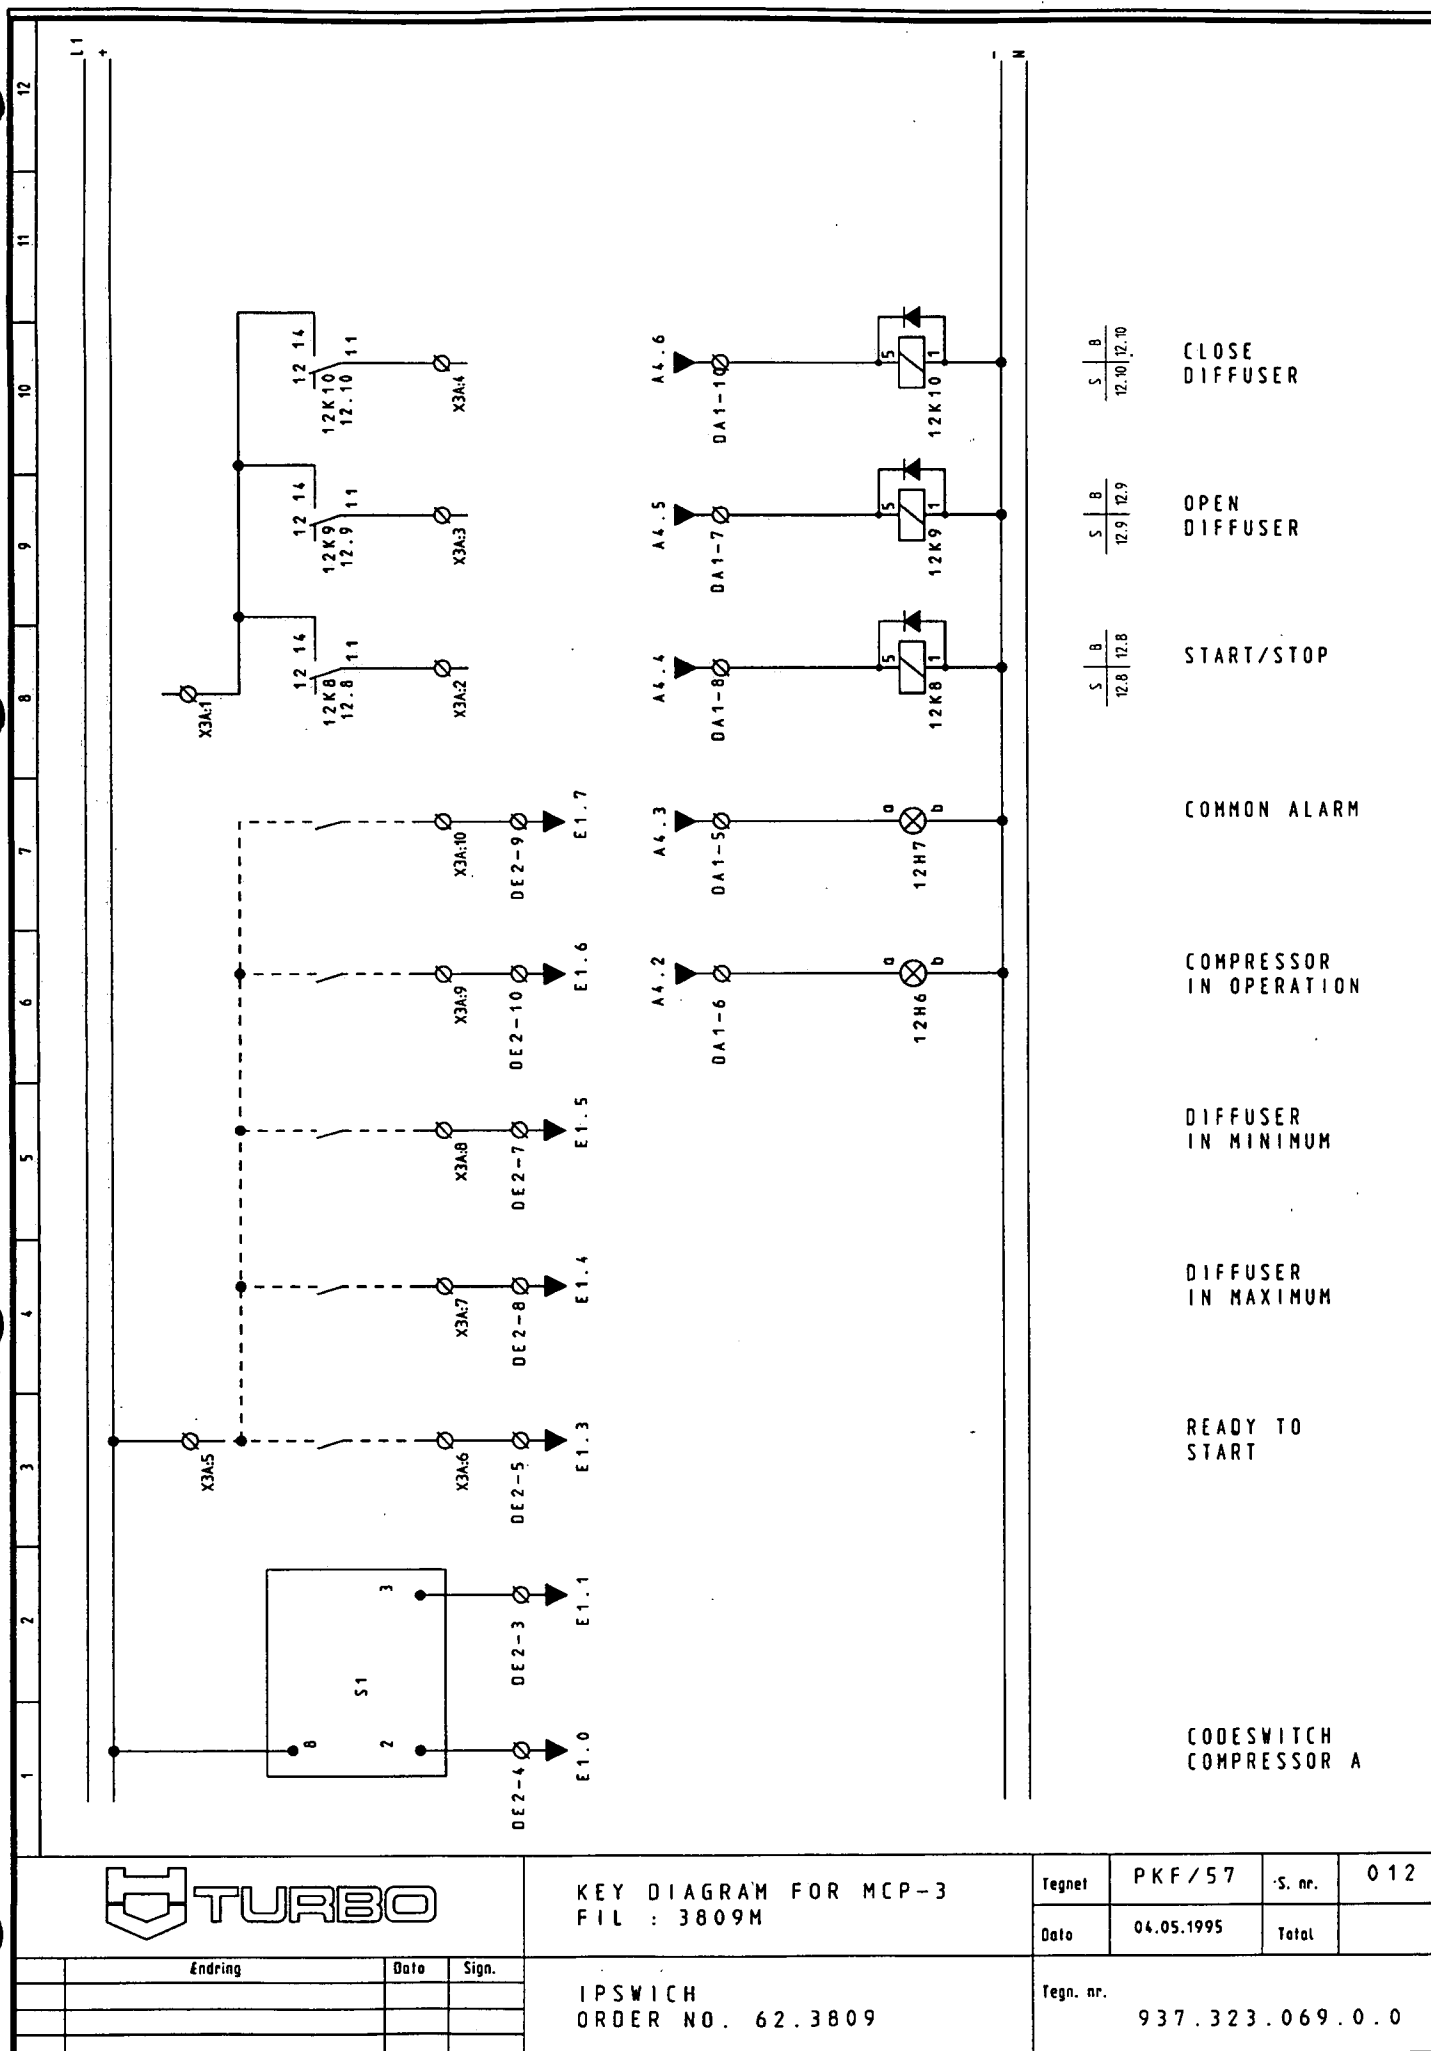 L1
+
-
N
12
11
10
9
8
7
6
5
4
3
2
1
12 14
11
12K10
12.10
X3A:4
A4.6
DA1-10
5
1
12K10
S B
12.10 12.10
CLOSE
DIFFUSER
12 14
11
12K9
12.9
X3A:3
A4.5
DA1-7
5
1
12K9
S B
12.9 12.9
OPEN
DIFFUSER
X3A:1
12 14
11
12K8
12.8
X3A:2
A4.4
DA1-8
5
1
12K8
S B
12.8 12.8
START/STOP
X3A:10
DE2-9
E1.7
A4.3
DA1-5
a
b
12H7
COMMON ALARM
X3A:9
DE2-10
E1.6
A4.2
DA1-6
a
b
12H6
COMPRESSOR
IN OPERATION
X3A:8
DE2-7
E1.5
DIFFUSER
IN MINIMUM
X3A:7
DE2-8
E1.4
DIFFUSER
IN MAXIMUM
X3A:5
X3A:6
DE2-5
E1.3
READY TO
START
3
DE2-3
E1.1
S1
8
2
DE2-4
E1.0
CODESWITCH
COMPRESSOR A
TURBO
KEY DIAGRAM FOR MCP-3
FIL : 3809M
Tegnet
PKF/57
S. nr.
012
Dato
04.05.1995
Total
Endring
Dato
Sign.
IPSWICH
ORDER NO. 62.3809
Tegn. nr.
937.323.069.0.0